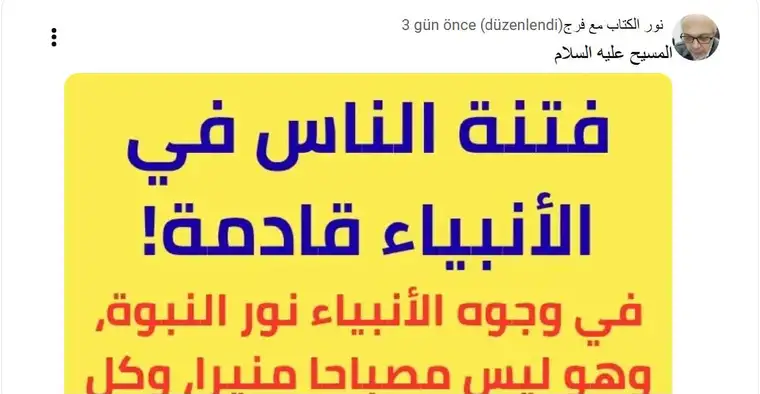 نور الكتاب مع فرج 3 gün önce (düzenlendi)
المسيح عليه السلام
فتنة الناس في
الأنبياء قادمة!
في وجوه الأنبياء نور النبوة,
وهو ليس مصباحا منيرا, وكل